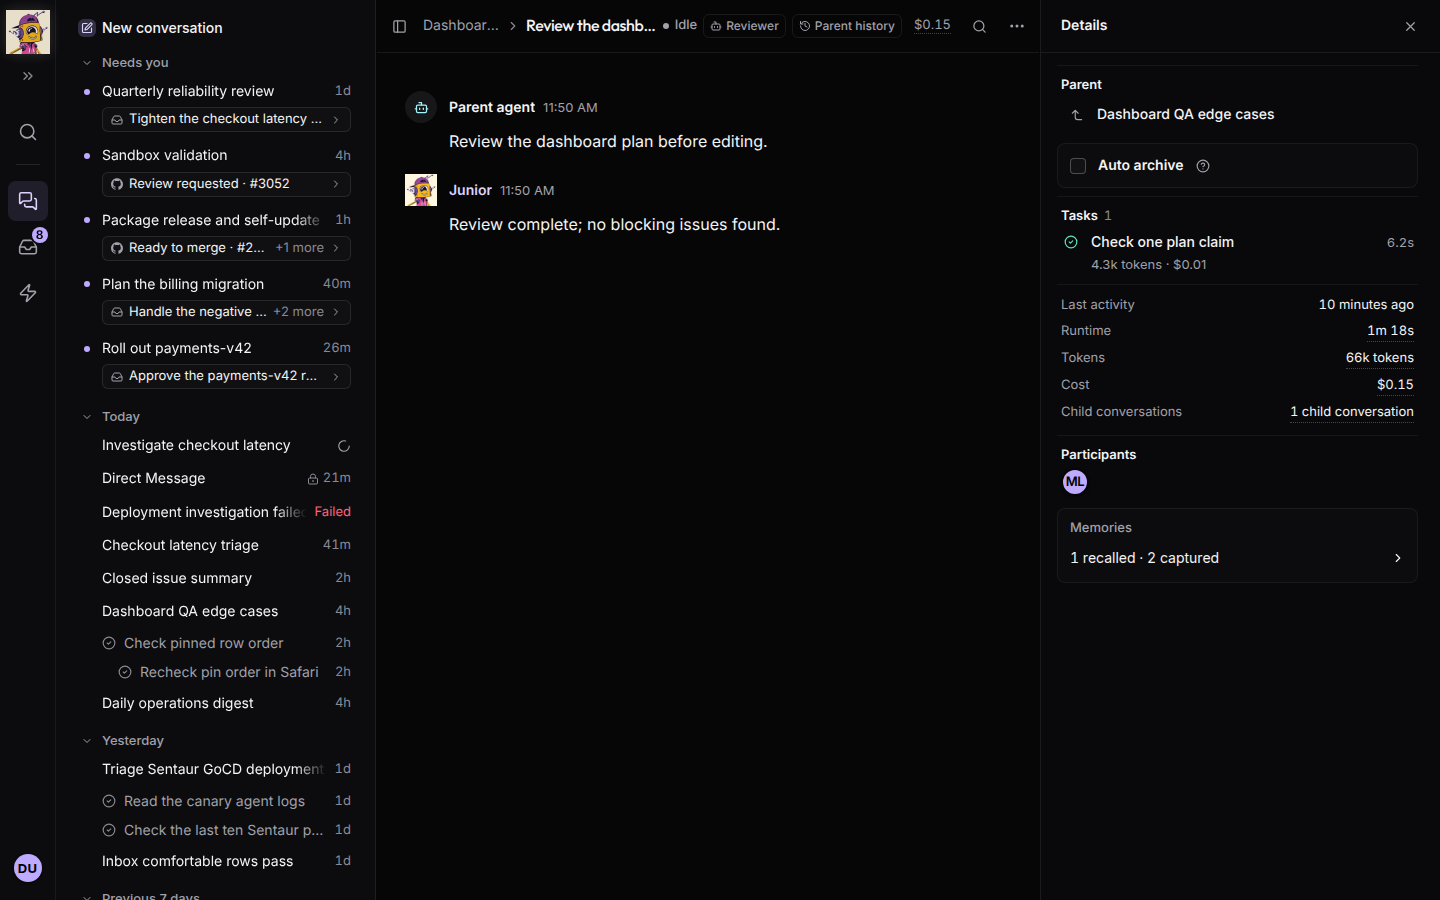 New conversation
Needs you
Quarterly reliability review 1d
Tighten the checkout latency ...
Sandbox validation 4h
Review requested · #3052
Package release and self-update 1h
Ready to merge · #2... +1 more
Plan the billing migration 40m
Handle the negative ... +2 more
Roll out payments-v42 26m
Approve the payments-v42 r...
Today
Investigate checkout latency
Direct Message 21m
Deployment investigation failed Failed
Checkout latency triage 41m
Closed issue summary 2h
Dashboard QA edge cases 4h
Check pinned row order 2h
Recheck pin order in Safari 2h
Daily operations digest 4h
Yesterday
Triage Sentaur GoCD deployment 1d
Read the canary agent logs 1d
Check the last ten Sentaur p... 1d
Inbox comfortable rows pass 1d
Previous 7 days
8
DU
Dashboar... > Review the dashb... Idle Reviewer Parent history $0.15
Parent agent 11:50 AM
Review the dashboard plan before editing.
Junior 11:50 AM
Review complete; no blocking issues found.
Details
Parent
Dashboard QA edge cases
Auto archive
Tasks 1
Check one plan claim 6.2s
4.3k tokens · $0.01
Last activity 10 minutes ago
Runtime 1m 18s
Tokens 66k tokens
Cost $0.15
Child conversations 1 child conversation
Participants
ML
Memories
1 recalled · 2 captured